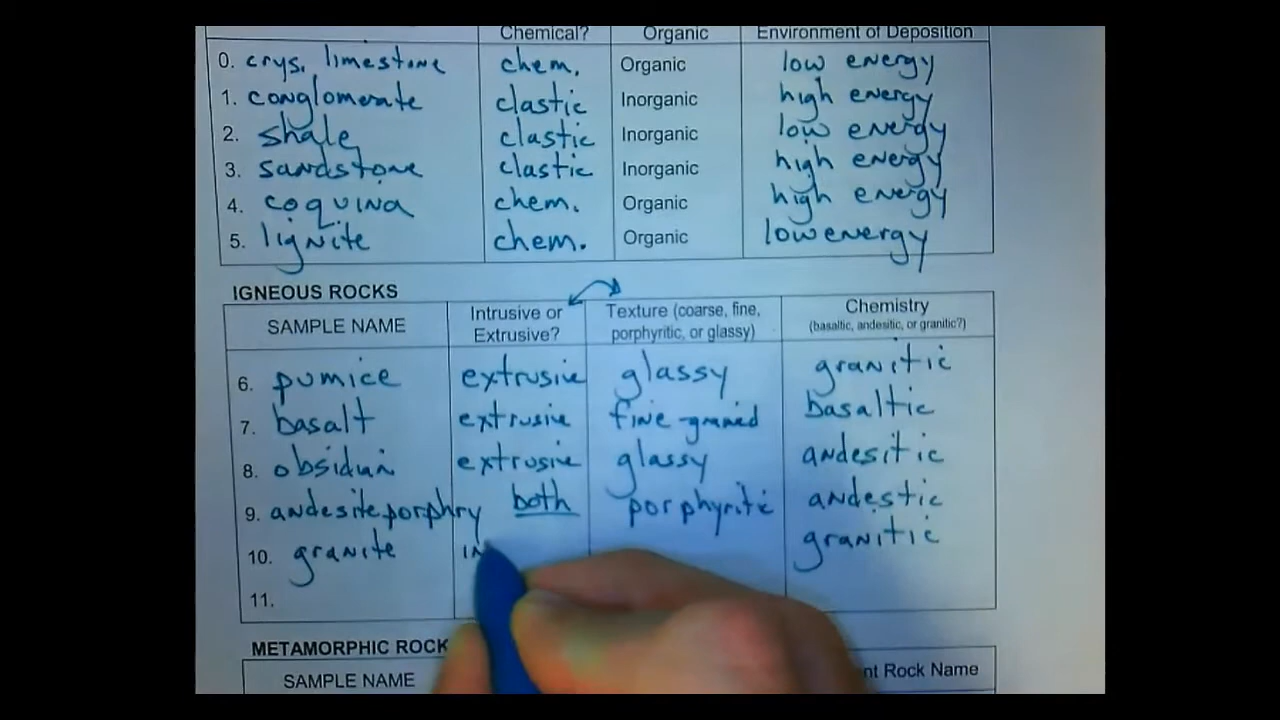 Chemical? Organic Environment of Deposition
0. crys. limestone chem. Organic low energy
1. conglomerate clastic Inorganic high energy
2. shale clastic Inorganic low energy
3. sandstone clastic Inorganic high energy
4. coquina chem. Organic high energy
5. lignite chem. Organic low energy
IGNEOUS ROCKS
SAMPLE NAME Intrusive or Extrusive? Texture (coarse, fine, porphyritic, or glassy) Chemistry (basaltic, andesitic, or granitic?)
6. pumice extrusive glassy granitic
7. basalt extrusive fine-grained basaltic
8. obsidian extrusive glassy andesitic
9. andesite porphry both porphyritic andestic
10. granite in granitic
11.
METAMORPHIC ROCK
SAMPLE NAME nt Rock Name